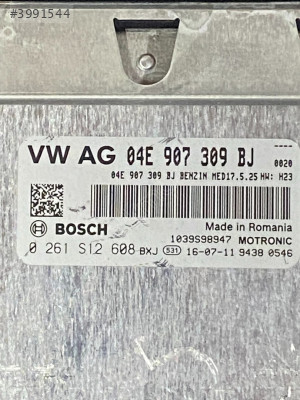 #3991544
VW AG 04E 907 309 BJ
0020
04E 907 309 BJ BENZIN MED17.5.25 HW: H23
BOSCH
Made in Romania
1039S98947 MOTRONIC
0 261 S12 608 BXJ 531 16-07-11 9438 0546